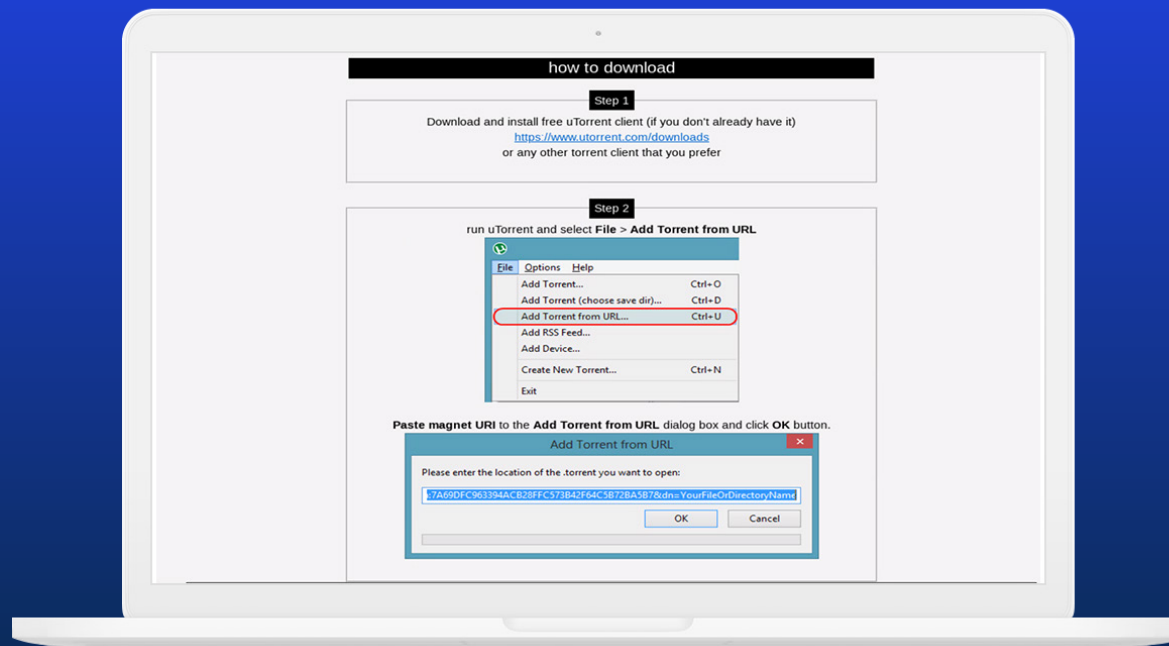 how to download
Step 1
Download and install free uTorrent client (if you don't already have it)
https://www.utorrent.com/downloads
or any other torrent client that you prefer
Step 2
run uTorrent and select File > Add Torrent from URL
File Options Help
Add Torrent... Ctrl+O
Add Torrent (choose save dir)... Ctrl+D
Add Torrent from URL... Ctrl+U
Add RSS Feed...
Add Device...
Create New Torrent... Ctrl+N
Exit
Paste magnet URI to the Add Torrent from URL dialog box and click OK button.
Add Torrent from URL
Please enter the location of the .torrent you want to open:
:7A69DFC963394ACB28FFC573B42F64C5B72BA5B7&dn=YourFileOrDirectoryName
OK Cancel